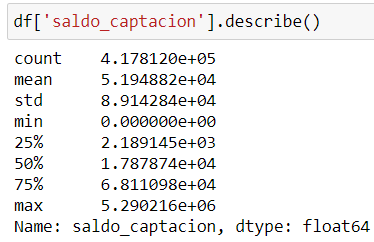 df['saldo_captacion'].describe()
count    4.178120e+05
mean     5.194882e+04
std      8.914284e+04
min      0.000000e+00
25%      2.189145e+03
50%      1.787874e+04
75%      6.811098e+04
max      5.290216e+06
Name: saldo_captacion, dtype: float64